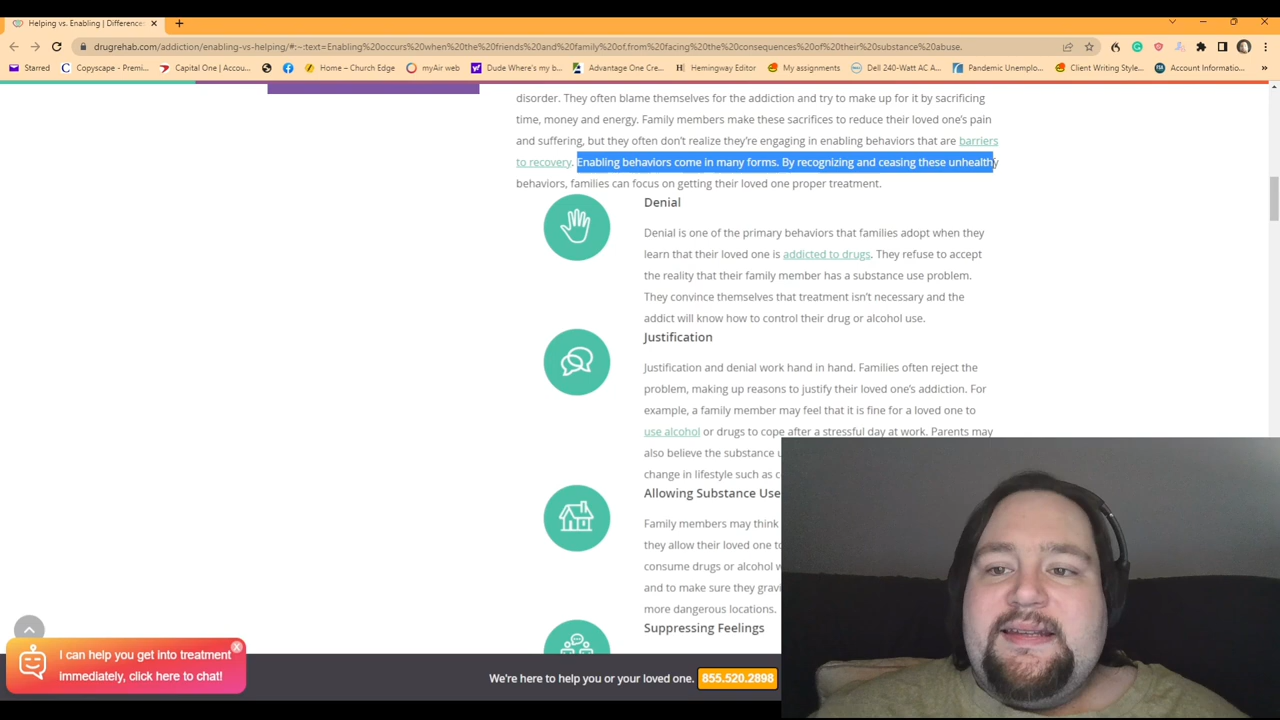 Helping vs. Enabling | Difference
drugrehab.com/addiction/enabling-vs-helping/#:~:text=Enabling%20occurs%20when%20the%20friends%20and%20family%20of,from%20facing%20the%20consequences%20of%20their%20substance%20abuse.
Starred Copyscape - Premi... Capital One | Accou... Home – Church Edge myAir web Dude Where's my b... Advantage One Cre... Hemingway Editor My assignments Dell 240-Watt AC A... Pandemic Unemplo... Client Writing Style... Account Informatio...
disorder. They often blame themselves for the addiction and try to make up for it by sacrificing
time, money and energy. Family members make these sacrifices to reduce their loved one's pain
and suffering, but they often don't realize they're engaging in enabling behaviors that are barriers
to recovery. Enabling behaviors come in many forms. By recognizing and ceasing these unhealthy
behaviors, families can focus on getting their loved one proper treatment.
Denial
Denial is one of the primary behaviors that families adopt when they
learn that their loved one is addicted to drugs. They refuse to accept
the reality that their family member has a substance use problem.
They convince themselves that treatment isn't necessary and the
addict will know how to control their drug or alcohol use.
Justification
Justification and denial work hand in hand. Families often reject the
problem, making up reasons to justify their loved one's addiction. For
example, a family member may feel that it is fine for a loved one to
use alcohol or drugs to cope after a stressful day at work. Parents may
also believe the substance
change in lifestyle such as
Allowing Substance Use
Family members may think
they allow their loved one to
consume drugs or alcohol
and to make sure they
more dangerous locations.
Suppressing Feelings
I can help you get into treatment
immediately, click here to chat!
X
We're here to help you or your loved one. 855.520.2898